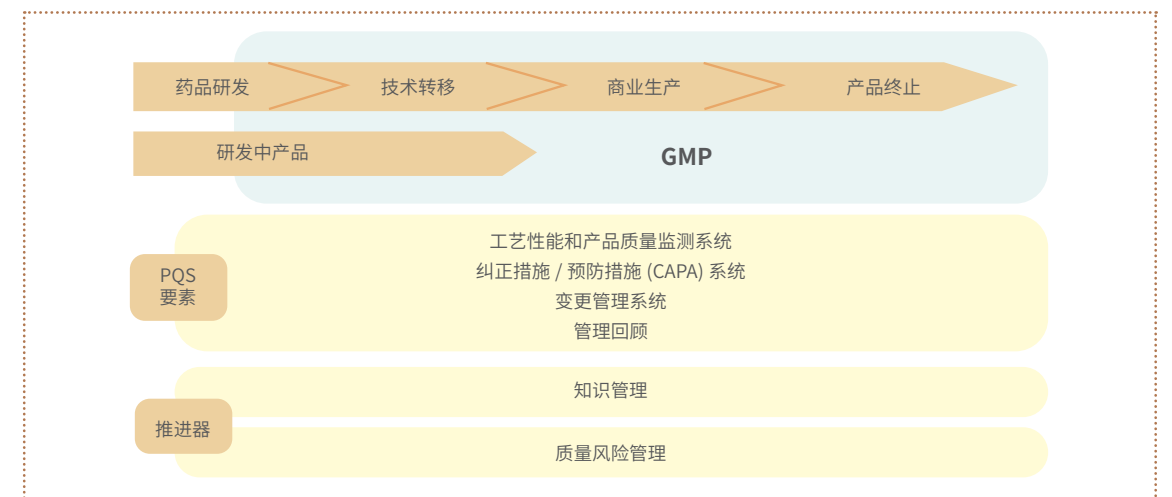 药品研发
技术转移
商业生产
产品终止
研发中产品
GMP
PQS
要素
工艺性能和产品质量监测系统
纠正措施 / 预防措施 (CAPA) 系统
变更管理系统
管理回顾
推进器
知识管理
质量风险管理